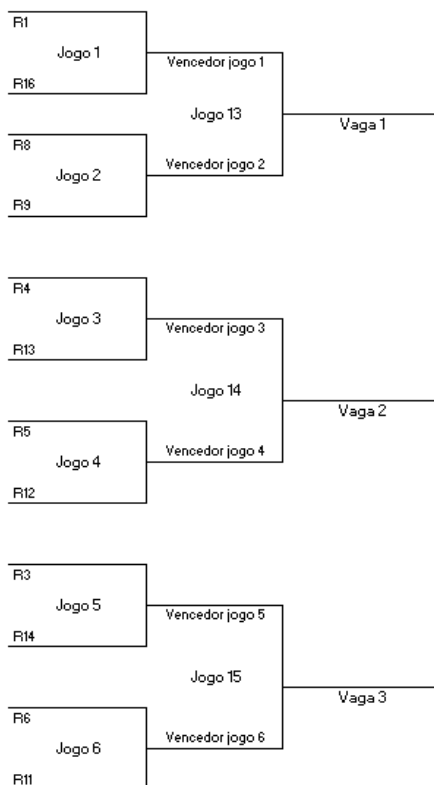 R1
Jogo 1
R16
Vencedor jogo 1
Jogo 13
Vaga 1
R8
Jogo 2
R9
Vencedor jogo 2
R4
Jogo 3
R13
Vencedor jogo 3
Jogo 14
Vaga 2
R5
Jogo 4
R12
Vencedor jogo 4
R3
Jogo 5
R14
Vencedor jogo 5
Jogo 15
Vaga 3
R6
Jogo 6
R11
Vencedor jogo 6